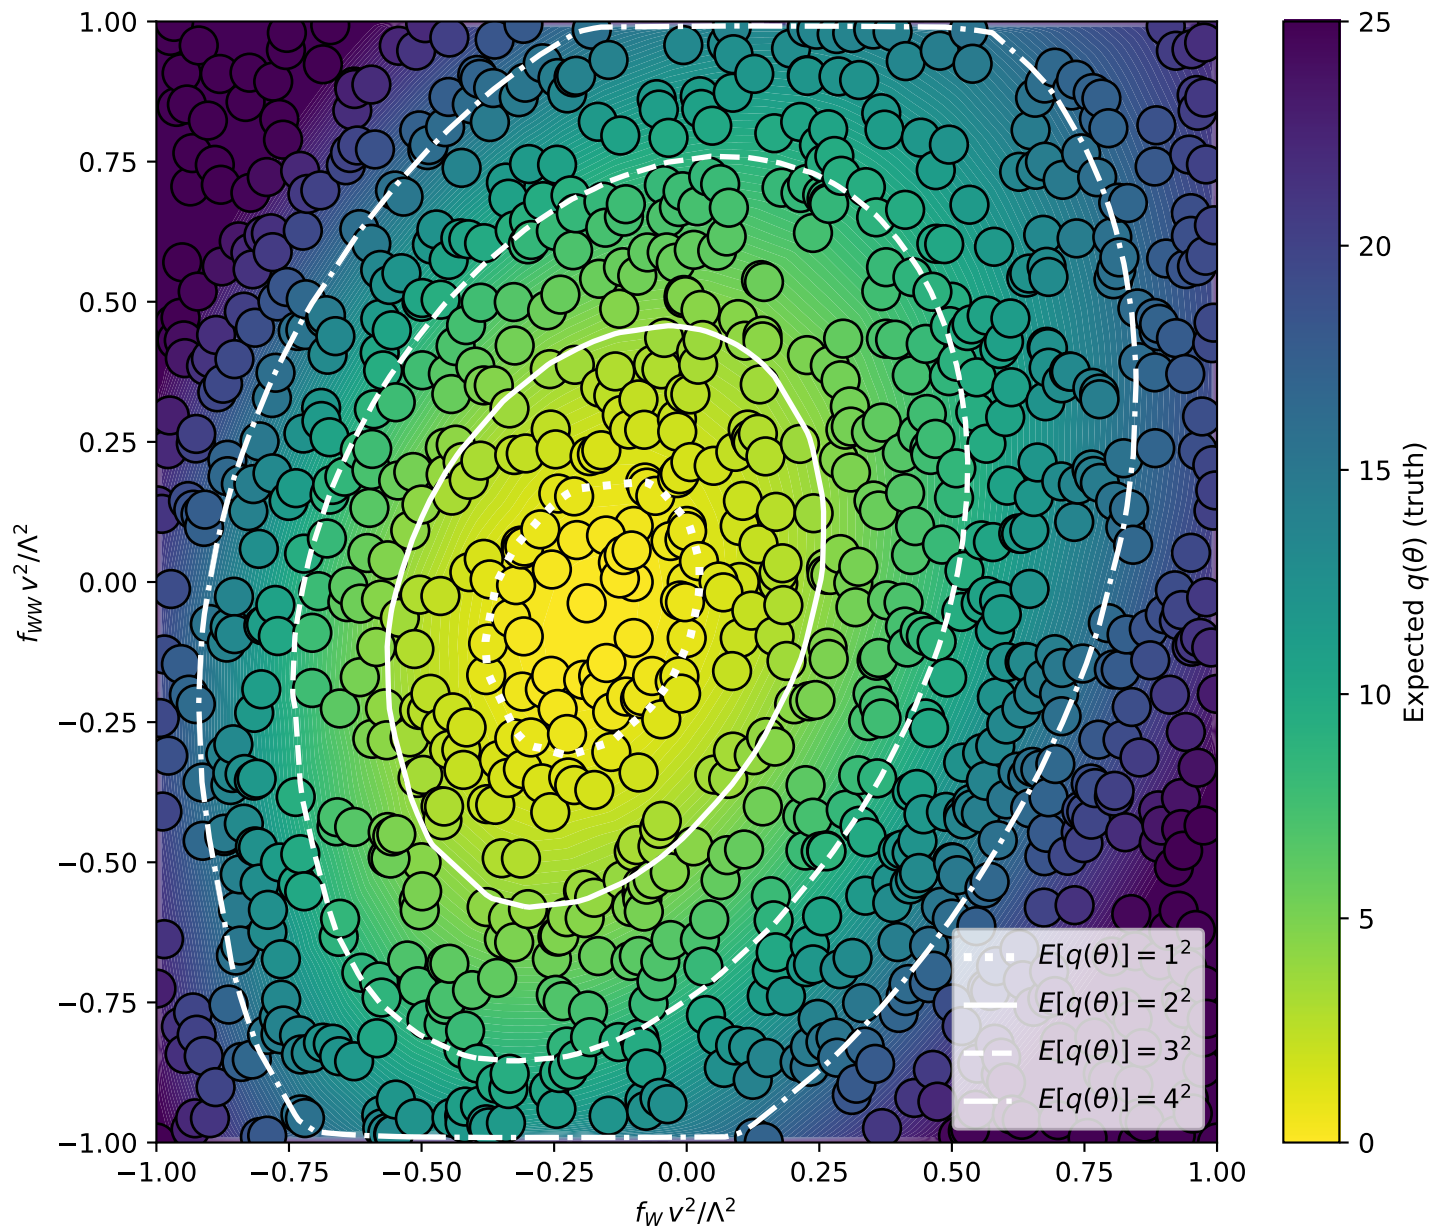 1.00
0.75
0.50
0.25
0.00
−0.25
−0.50
−0.75
−1.00
f_WW v²/Λ²
−1.00 −0.75 −0.50 −0.25 0.00 0.25 0.50 0.75 1.00
f_W v²/Λ²
E[q(θ)] = 1²
E[q(θ)] = 2²
E[q(θ)] = 3²
E[q(θ)] = 4²
25
20
15
10
5
0
Expected q(θ) (truth)